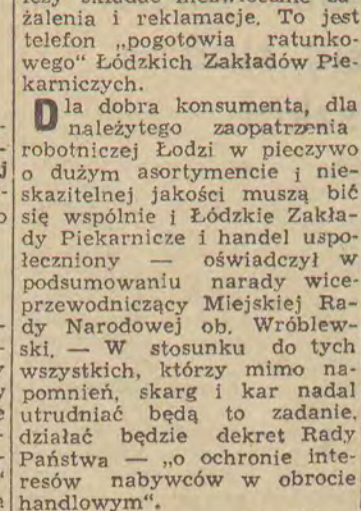 żalenia i reklamacje. To jest
telefon „pogotowia ratunko-
wego“ Łódzkich Zakładów Pie-
karniczych.
Dla dobra konsumenta, dla
należytego zaopatrzenia
robotniczej Łodzi w pieczywo
o dużym asortymencie i nie-
skazitelnej jakości muszą bić
się wspólnie i Łódzkie Zakła-
dy Piekarnicze i handel uspo-
łeczniony — oświadczył w
podsumowaniu narady wice-
przewodniczący Miejskiej Ra-
dy Narodowej ob. Wróblew-
ski. — W stosunku do tych
wszystkich, którzy mimo na-
pomnień, skarg i kar nadal
utrudniać będą to zadanie,
działać będzie dekret Rady
Państwa — „o ochronie inte-
resów nabywców w obrocie
handlowym“.